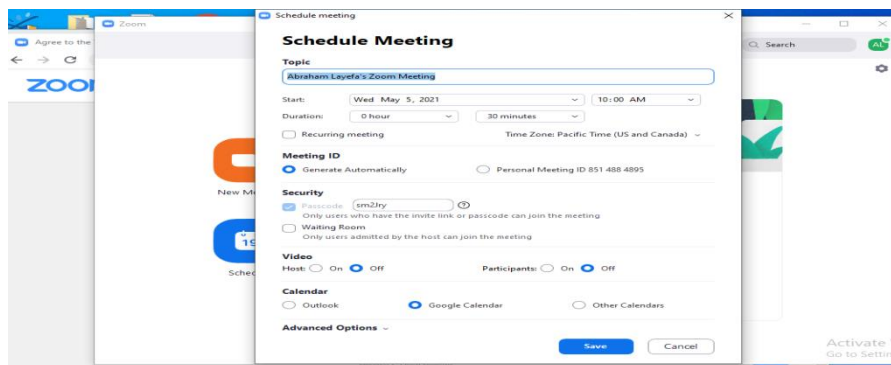 Schedule meeting
Zoom
Agree to the
Search
AL
ZOO
Schedule Meeting
Topic
Abraham Layefa's Zoom Meeting
Start: Wed May 5, 2021 10:00 AM
Duration: 0 hour 30 minutes
Recurring meeting Time Zone: Pacific Time (US and Canada)
Meeting ID
Generate Automatically Personal Meeting ID 851 488 4895
New M
Security
Passcode
Only users who have the invite link or passcode can join the meeting
Waiting Room
19
Only users admitted by the host can join the meeting
Video
Host: On Off Participants: On Off
Sche
Calendar
Outlook Google Calendar Other Calendars
Advanced Options
Save Cancel
Activate
Go to Settin